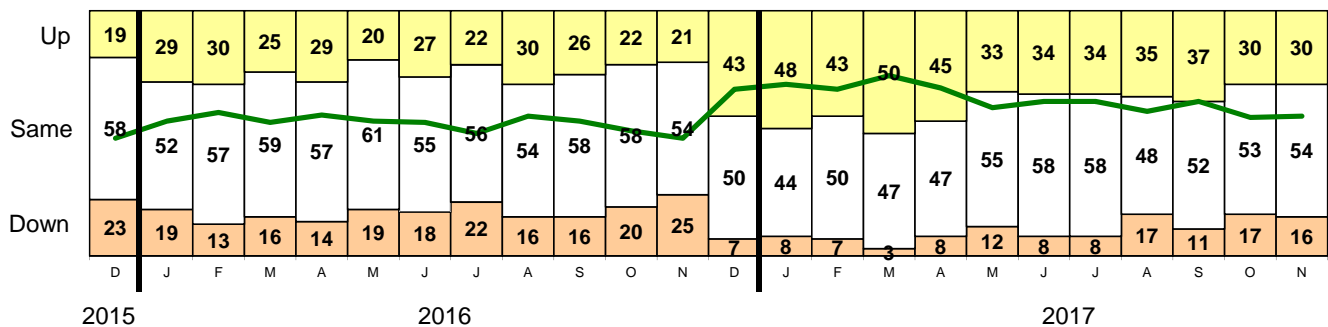 Up 19 29 30 25 29 20 27 22 30 26 22 21 43 48 43 50 45 33 34 34 35 37 30 30
Same 58 52 57 59 57 61 55 56 54 58 58 54 50 44 50 47 47 55 58 58 48 52 53 54
Down 23 19 13 16 14 19 18 22 16 16 20 25 7 8 7 3 8 12 8 8 17 11 17 16
D J F M A M J J A S O N D J F M A M J J A S O N
2015 2016 2017